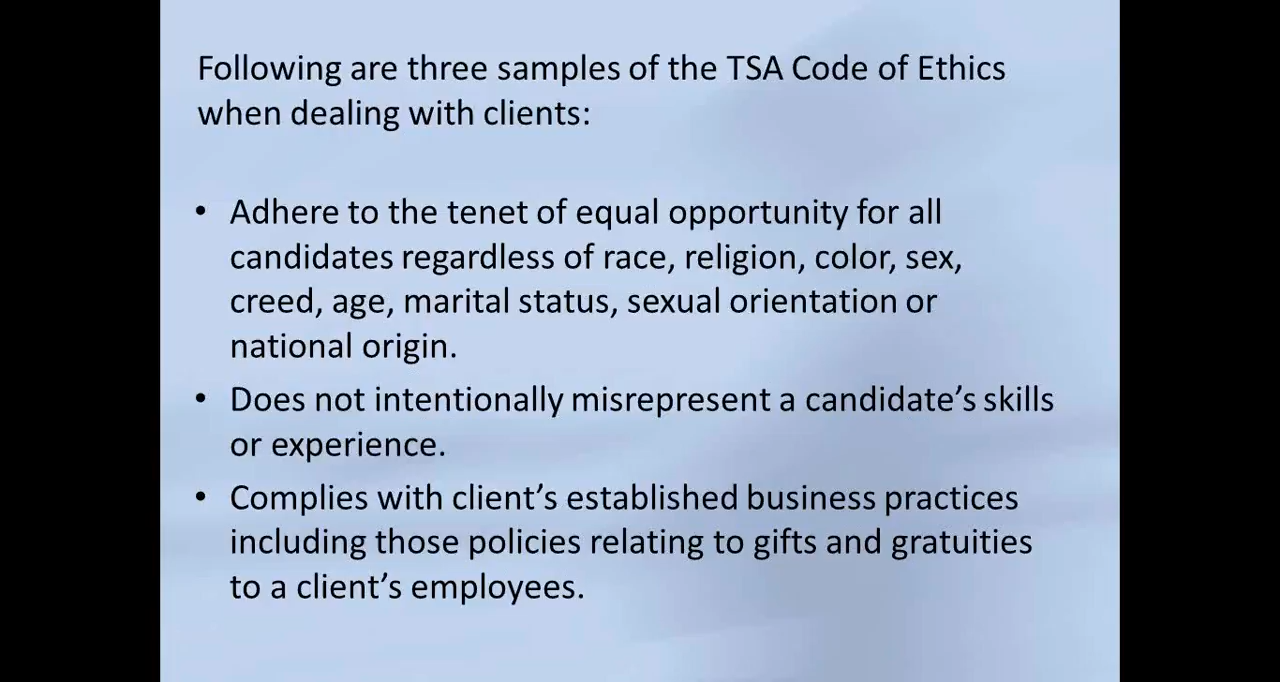 Following are three samples of the TSA Code of Ethics
when dealing with clients:
• Adhere to the tenet of equal opportunity for all
candidates regardless of race, religion, color, sex,
creed, age, marital status, sexual orientation or
national origin.
• Does not intentionally misrepresent a candidate’s skills
or experience.
• Complies with client’s established business practices
including those policies relating to gifts and gratuities
to a client’s employees.